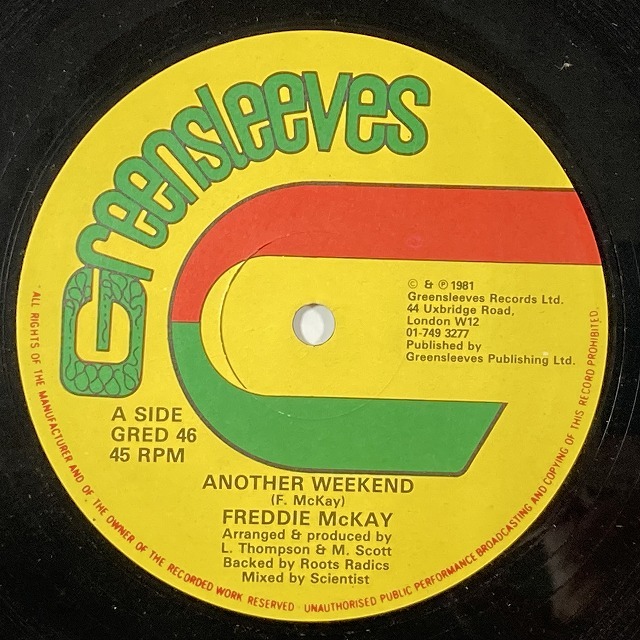 Greensleeves
© & ℗ 1981
Greensleeves Records Ltd.
44 Uxbridge Road,
London W12
01-749 3277
Published by
Greensleeves Publishing Ltd.
A SIDE
GRED 46
45 RPM
ANOTHER WEEKEND
(F. McKay)
FREDDIE McKAY
Arranged & produced by
L. Thompson & M. Scott
Backed by Roots Radics
Mixed by Scientist
ALL RIGHTS OF THE MANUFACTURER AND OF THE OWNER OF THE RECORDED WORK RESERVED · UNAUTHORISED PUBLIC PERFORMANCE BROADCASTING AND COPYING OF THIS RECORD PROHIBITED.